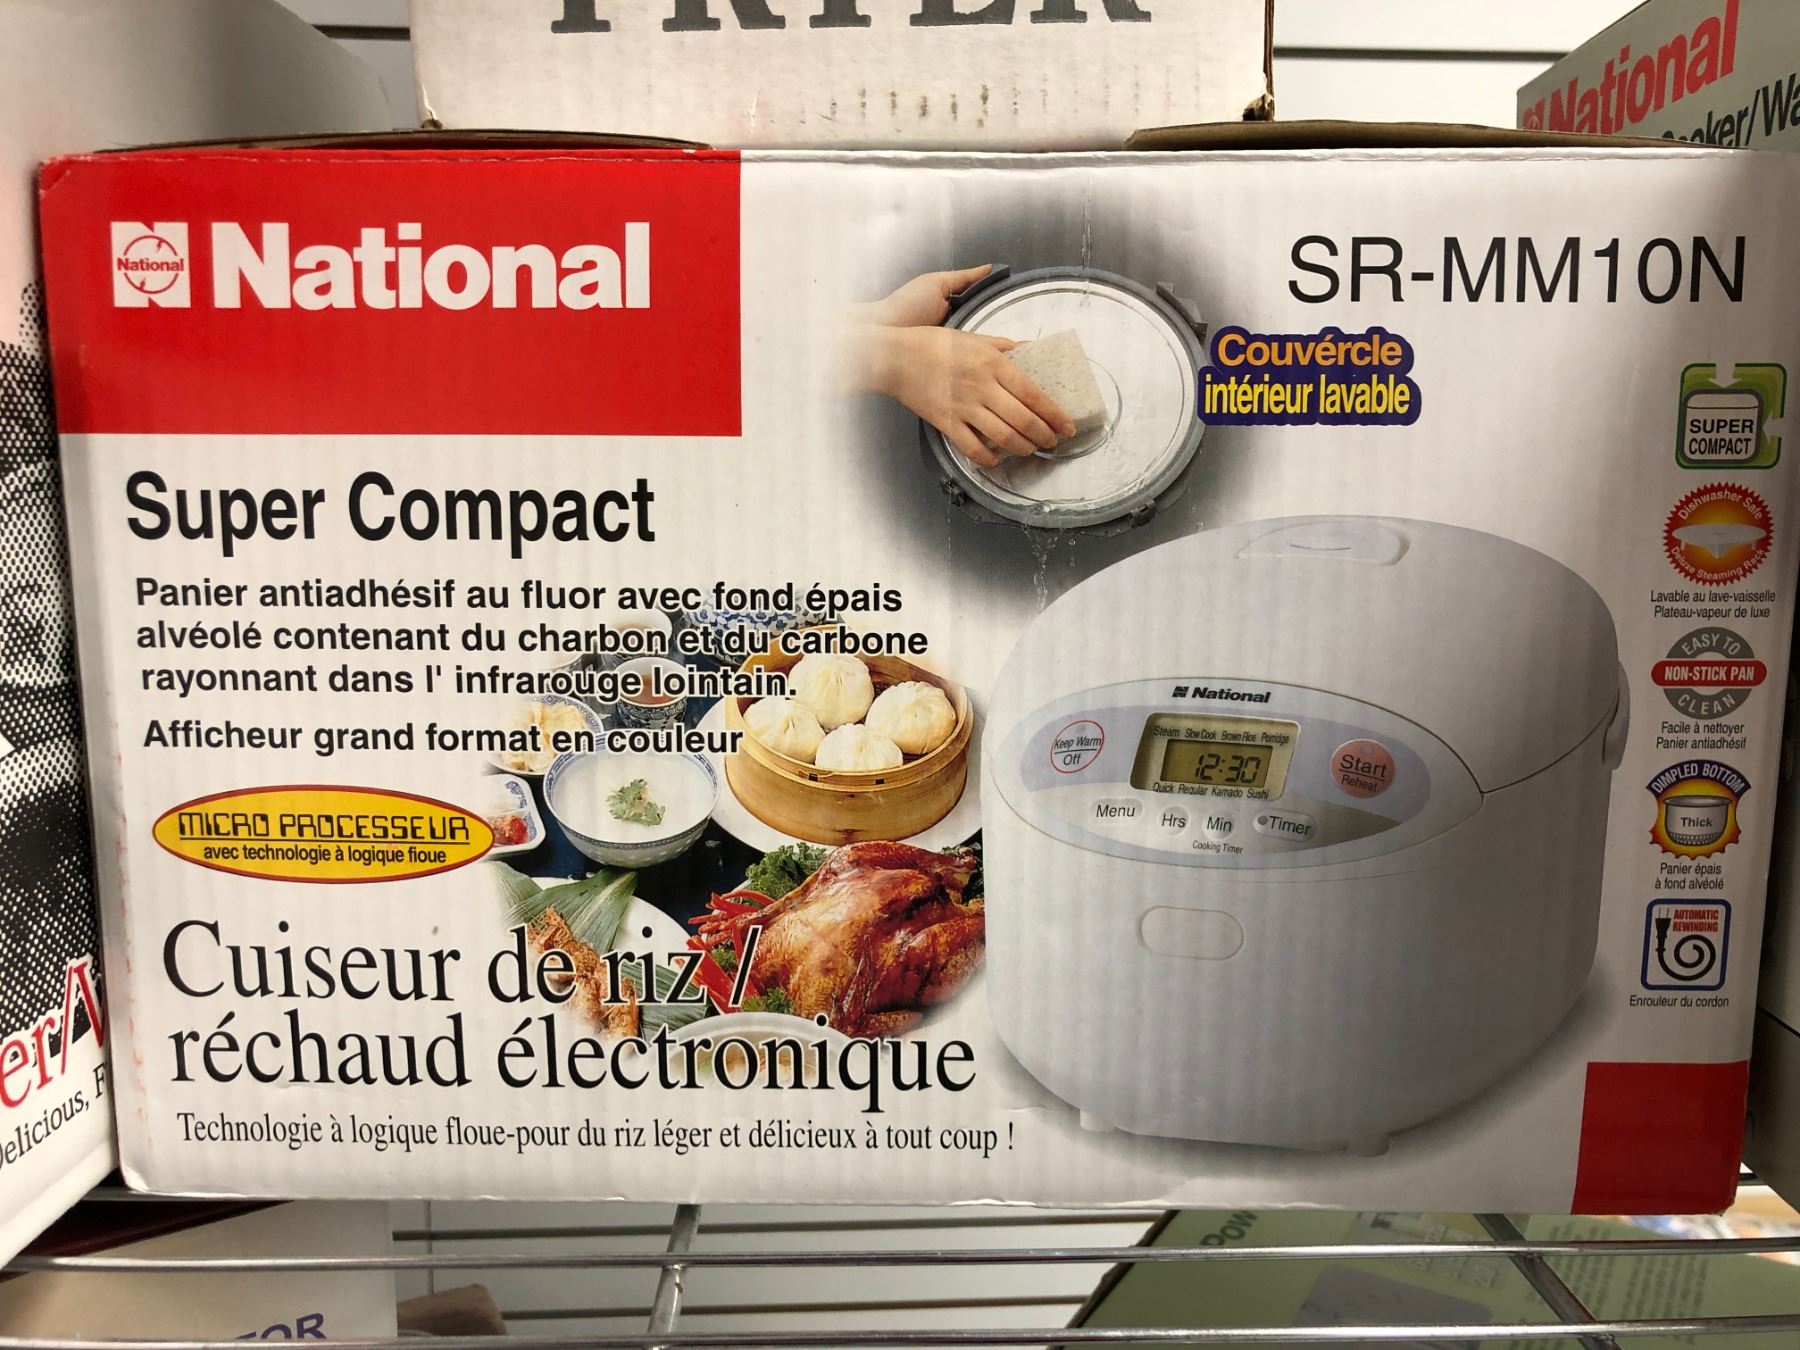 National
National
SR-MM10N
Couvércle
intérieur lavable
Super Compact
Panier antiadhésif au fluor avec fond épais
alvéolé contenant du charbon et du carbone
rayonnant dans l' infrarouge lointain.
Afficheur grand format en couleur
MICRO PROCESSEUR
avec technologie à logique fioue
Cuiseur de riz /
réchaud électronique
Technologie à logique floue-pour du riz léger et délicieux à tout coup !
National
Steam Slow Cook Brown Rice Porridge
12:30
Quick Regular Kamado Sushi
Keep Warm
Off
Start
Reheat
Menu
Hrs
Min
Timer
Cooking Timer
SUPER
COMPACT
Dishwasher Safe
Deluxe Steaming Rack
Lavable au lave-vaisselle
Plateau-vapeur de luxe
EASY TO
NON-STICK PAN
CLEAN
Facile à nettoyer
Panier antiadhésif
DIMPLED BOTTOM
Thick
Panier épais
à fond alvéolé
AUTOMATIC
REWINDING
Enrouleur du cordon
National